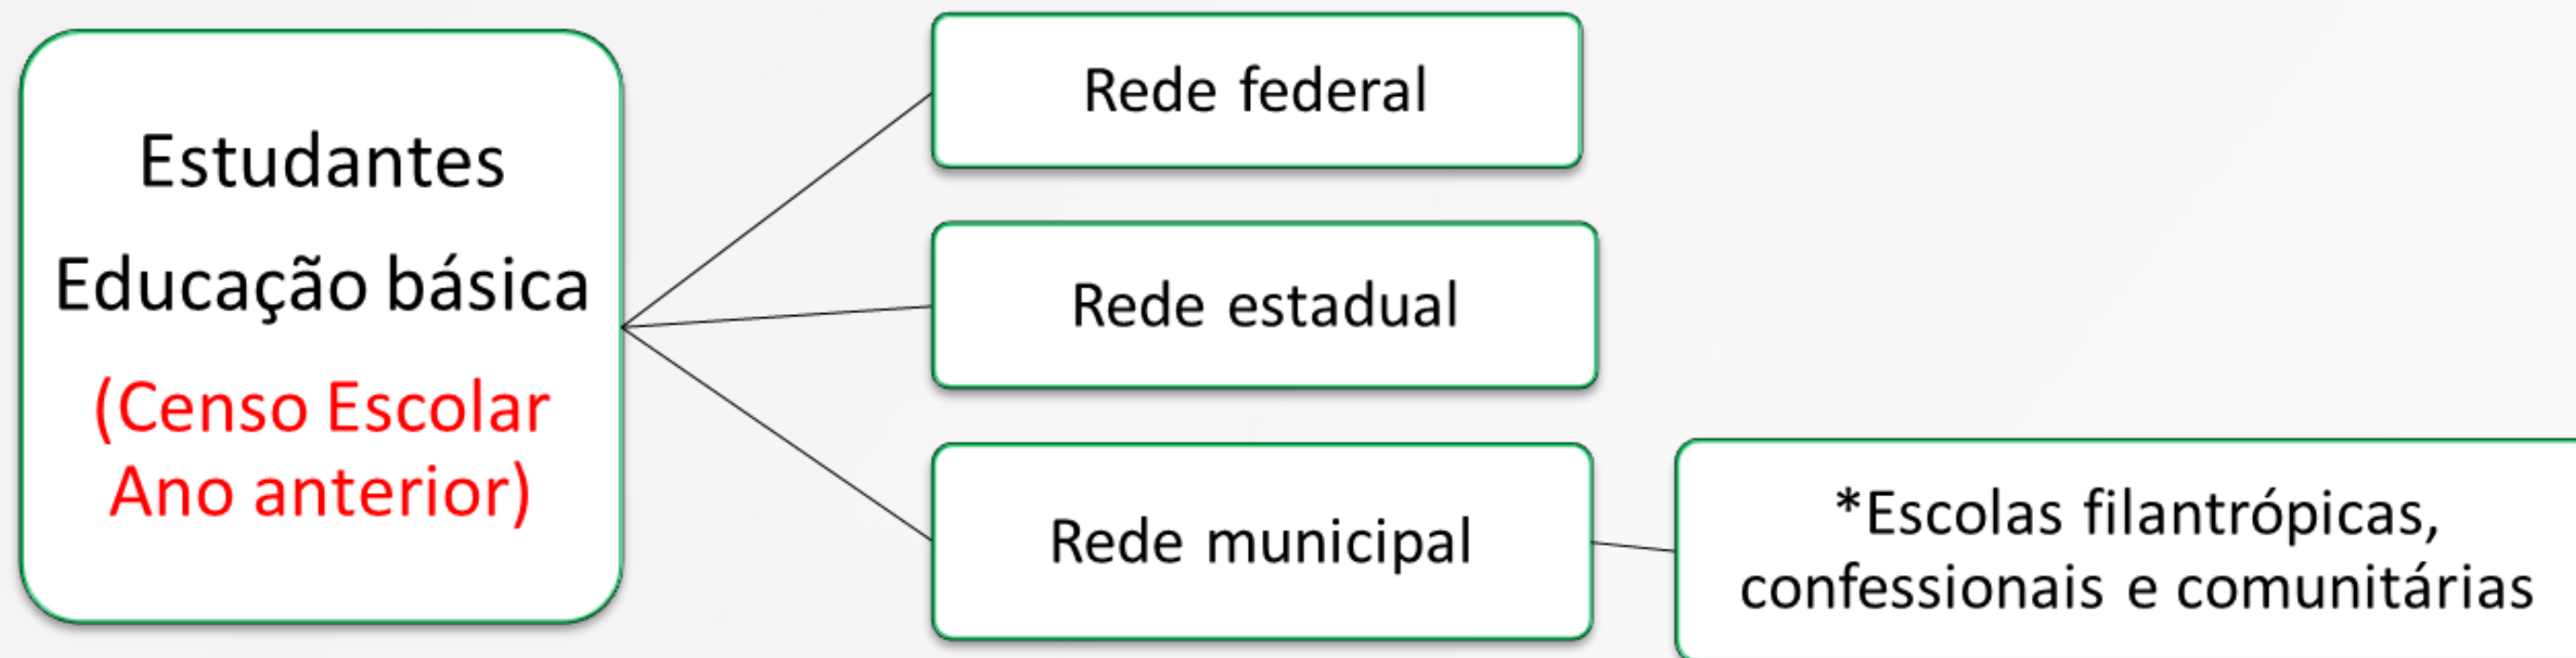 Estudantes
Educação básica
(Censo Escolar
Ano anterior)
Rede federal
Rede estadual
Rede municipal
*Escolas filantrópicas,
confessionais e comunitárias